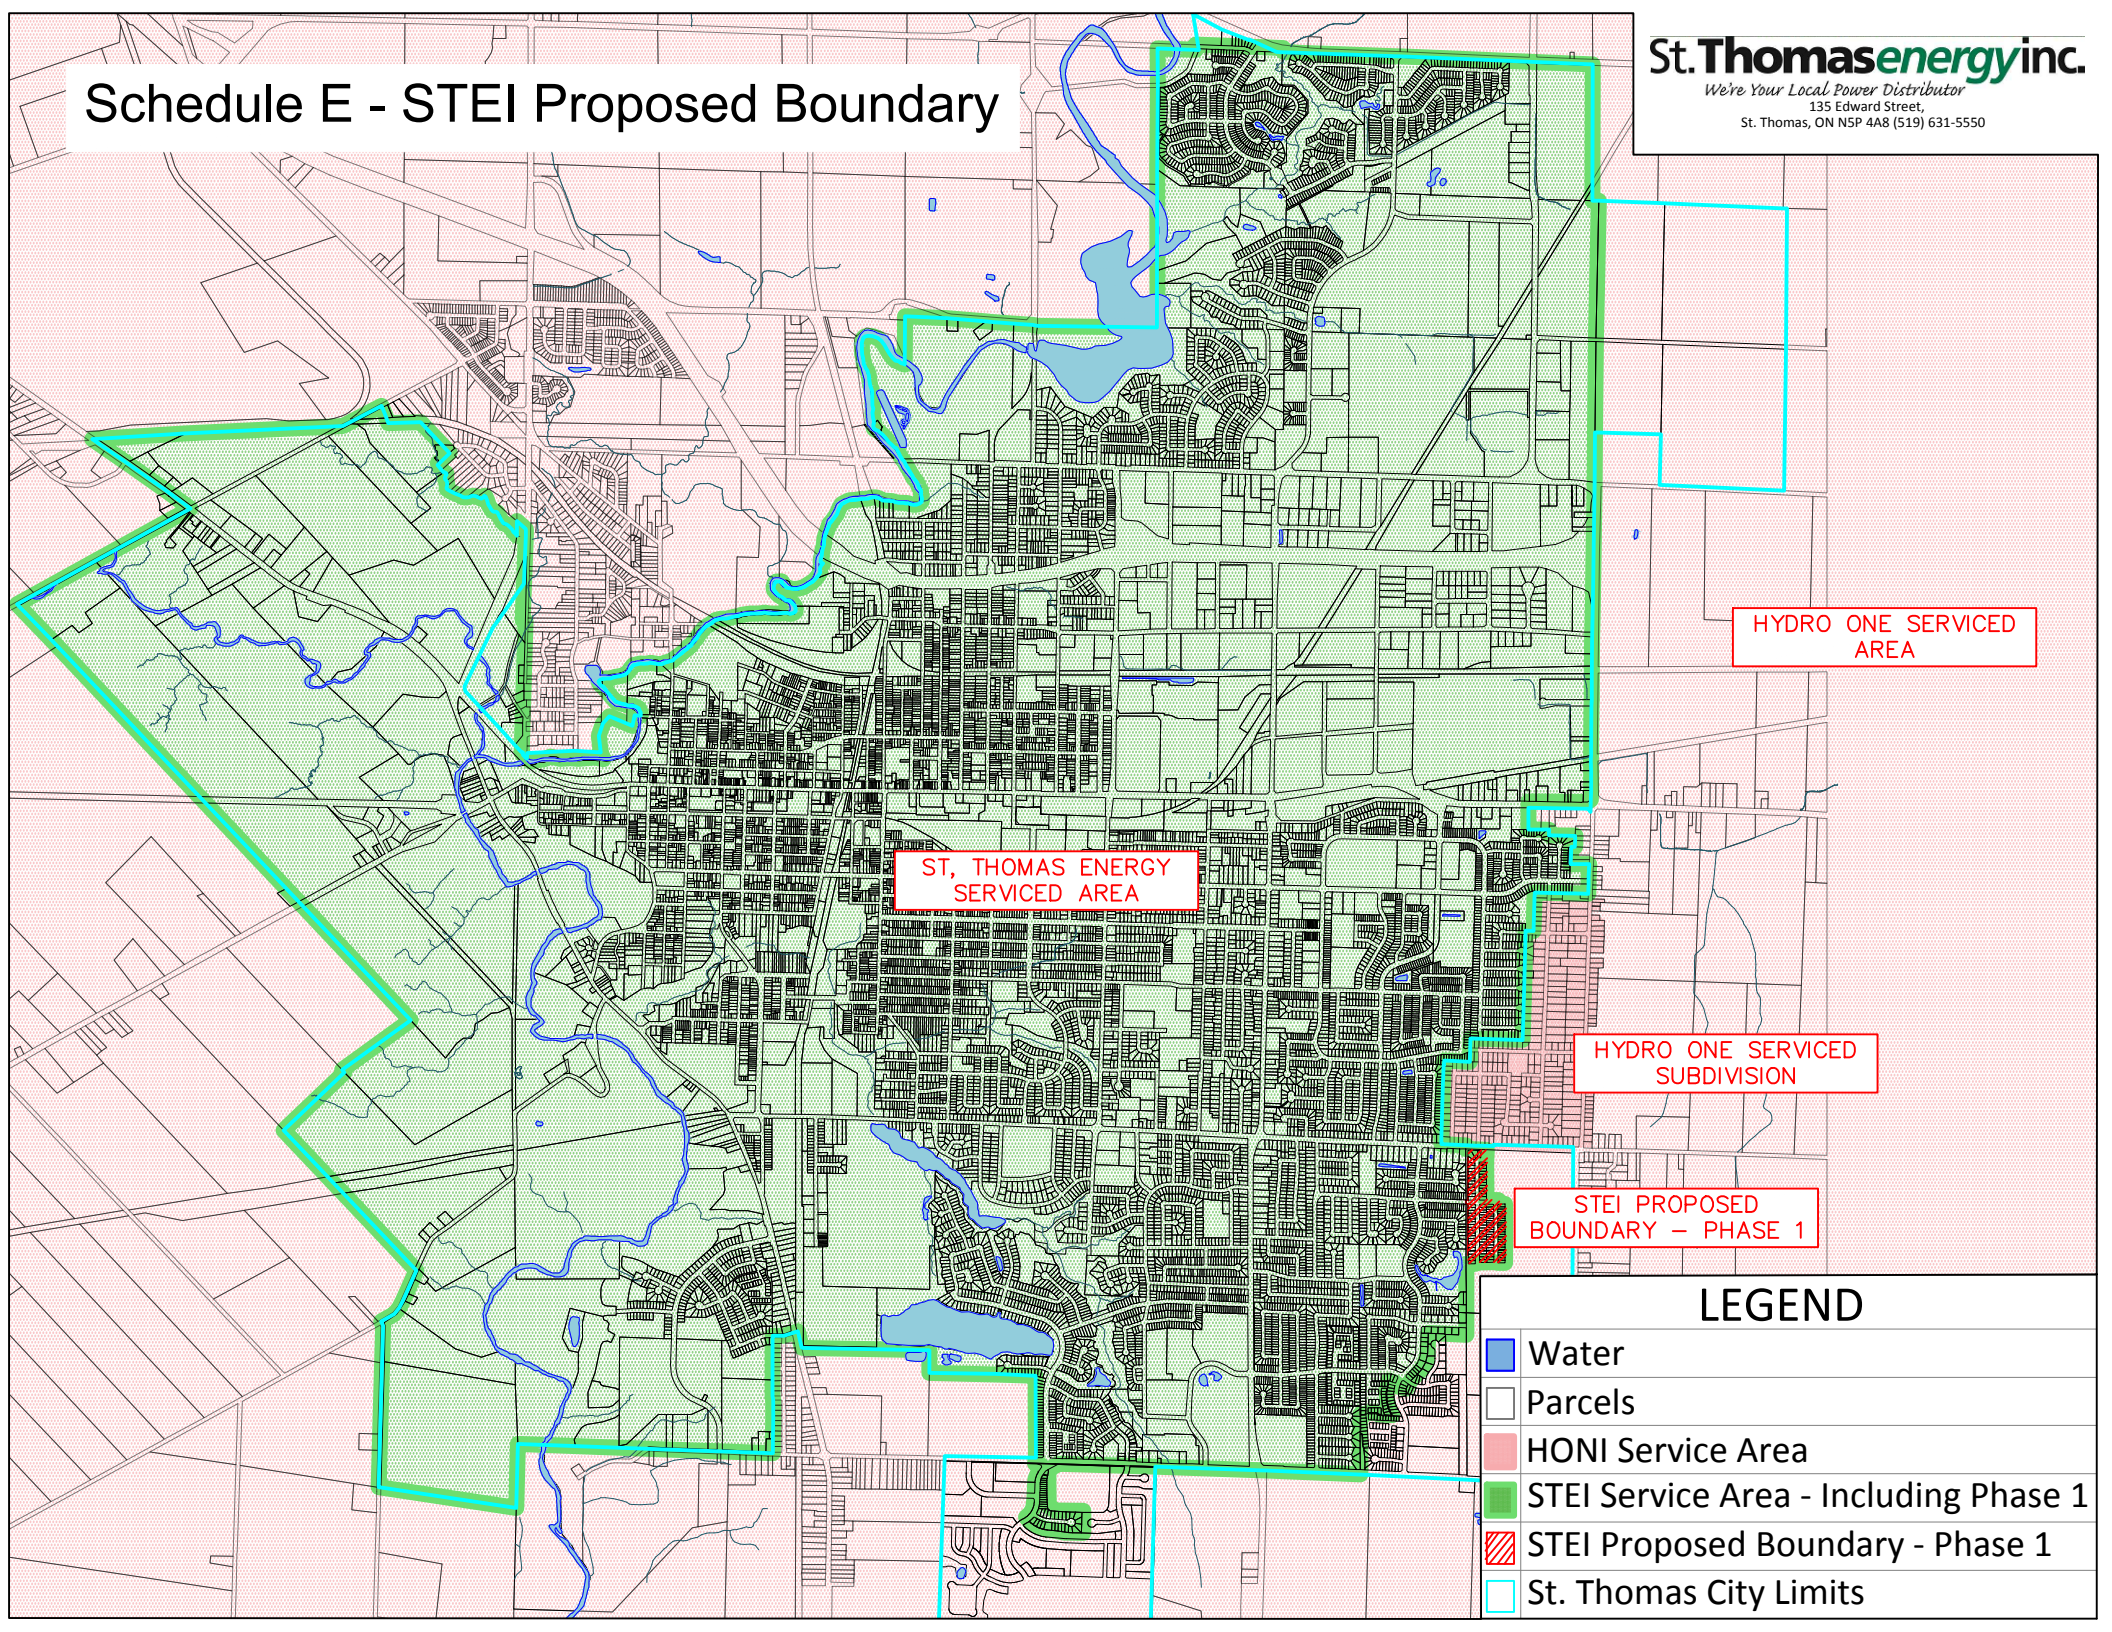 Schedule E - STEI Proposed Boundary
St.Thomasenergyinc.
We're Your Local Power Distributor
135 Edward Street,
St. Thomas, ON N5P 4A8 (519) 631-5550
HYDRO ONE SERVICED
AREA
ST, THOMAS ENERGY
SERVICED AREA
HYDRO ONE SERVICED
SUBDIVISION
STEI PROPOSED
BOUNDARY – PHASE 1
LEGEND
Water
Parcels
HONI Service Area
STEI Service Area - Including Phase 1
STEI Proposed Boundary - Phase 1
St. Thomas City Limits